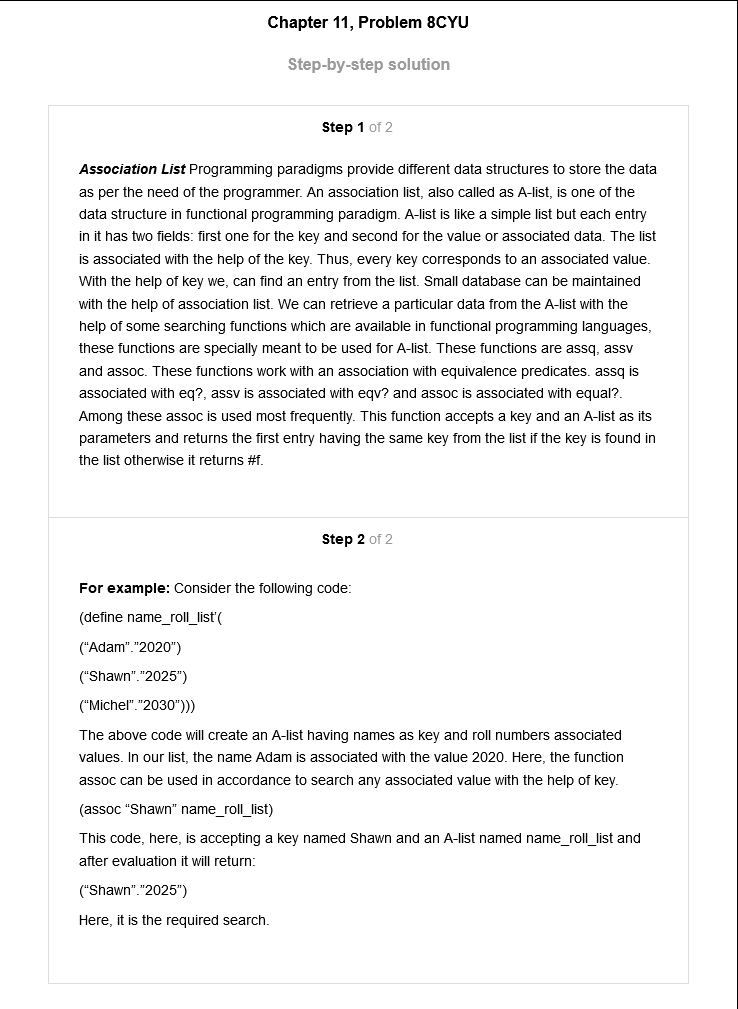 Chapter 11, Problem 8CYU
Step-by-step solution
Step 1 of 2
Association List Programming paradigms provide different data structures to store the data
as per the need of the programmer. An association list, also called as A-list, is one of the
data structure in functional programming paradigm. A-list is like a simple list but each entry
in it has two fields: first one for the key and second for the value or associated data. The list
is associated with the help of the key. Thus, every key corresponds to an associated value.
With the help of key we, can find an entry from the list. Small database can be maintained
with the help of association list. We can retrieve a particular data from the A-list with the
help of some searching functions which are available in functional programming languages,
these functions are specially meant to be used for A-list. These functions are assq, assv
and assoc. These functions work with an association with equivalence predicates. assq is
associated with eq?, assv is associated with eqv? and assoc is associated with equal?.
Among these assoc is used most frequently. This function accepts a key and an A-list as its
parameters and returns the first entry having the same key from the list if the key is found in
the list otherwise it returns #f.
Step 2 of 2
For example: Consider the following code:
(define name_roll_list'(
(“Adam”.”2020”)
(“Shawn”.”2025”)
(“Michel”.”2030”)))
The above code will create an A-list having names as key and roll numbers associated
values. In our list, the name Adam is associated with the value 2020. Here, the function
assoc can be used in accordance to search any associated value with the help of key.
(assoc “Shawn” name_roll_list)
This code, here, is accepting a key named Shawn and an A-list named name_roll_list and
after evaluation it will return:
(“Shawn”.”2025”)
Here, it is the required search.